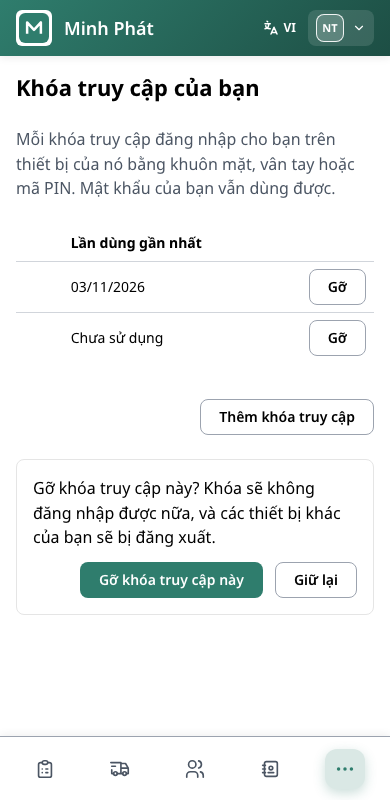 Minh Phát
VI
NT
Khóa truy cập của bạn
Mỗi khóa truy cập đăng nhập cho bạn trên
thiết bị của nó bằng khuôn mặt, vân tay hoặc
mã PIN. Mật khẩu của bạn vẫn dùng được.
Lần dùng gần nhất
03/11/2026 Gỡ
Chưa sử dụng Gỡ
Thêm khóa truy cập
Gỡ khóa truy cập này? Khóa sẽ không
đăng nhập được nữa, và các thiết bị khác
của bạn sẽ bị đăng xuất.
Gỡ khóa truy cập này Giữ lại